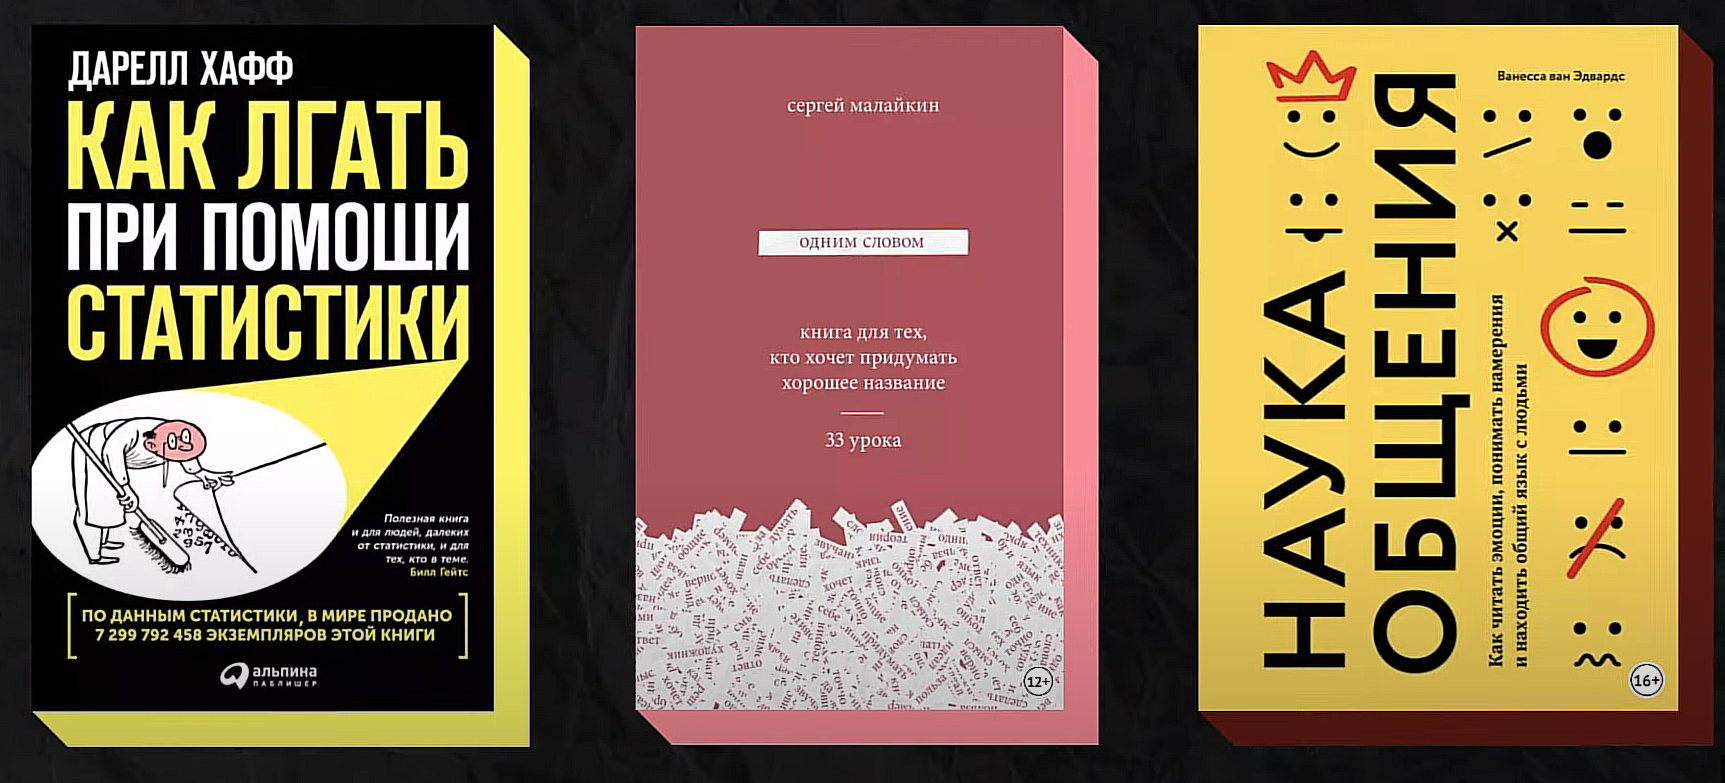 ДАРЕЛЛ ХАФФ
КАК ЛГАТЬ
ПРИ ПОМОЩИ
СТАТИСТИКИ
Полезная книга
и для людей, далеких
от статистики, и для
тех, кто в теме.
Билл Гейтс
ПО ДАННЫМ СТАТИСТИКИ, В МИРЕ ПРОДАНО
7 299 792 458 ЭКЗЕМПЛЯРОВ ЭТОЙ КНИГИ
альпина
ПАБЛИШЕР
сергей малайкин
одним словом
книга для тех,
кто хочет придумать
хорошее название
33 урока
12+
Ванесса ван Эдвардс
НАУКА
ОБЩЕНИЯ
Как читать эмоции, понимать намерения
и находить общий язык с людьми
16+